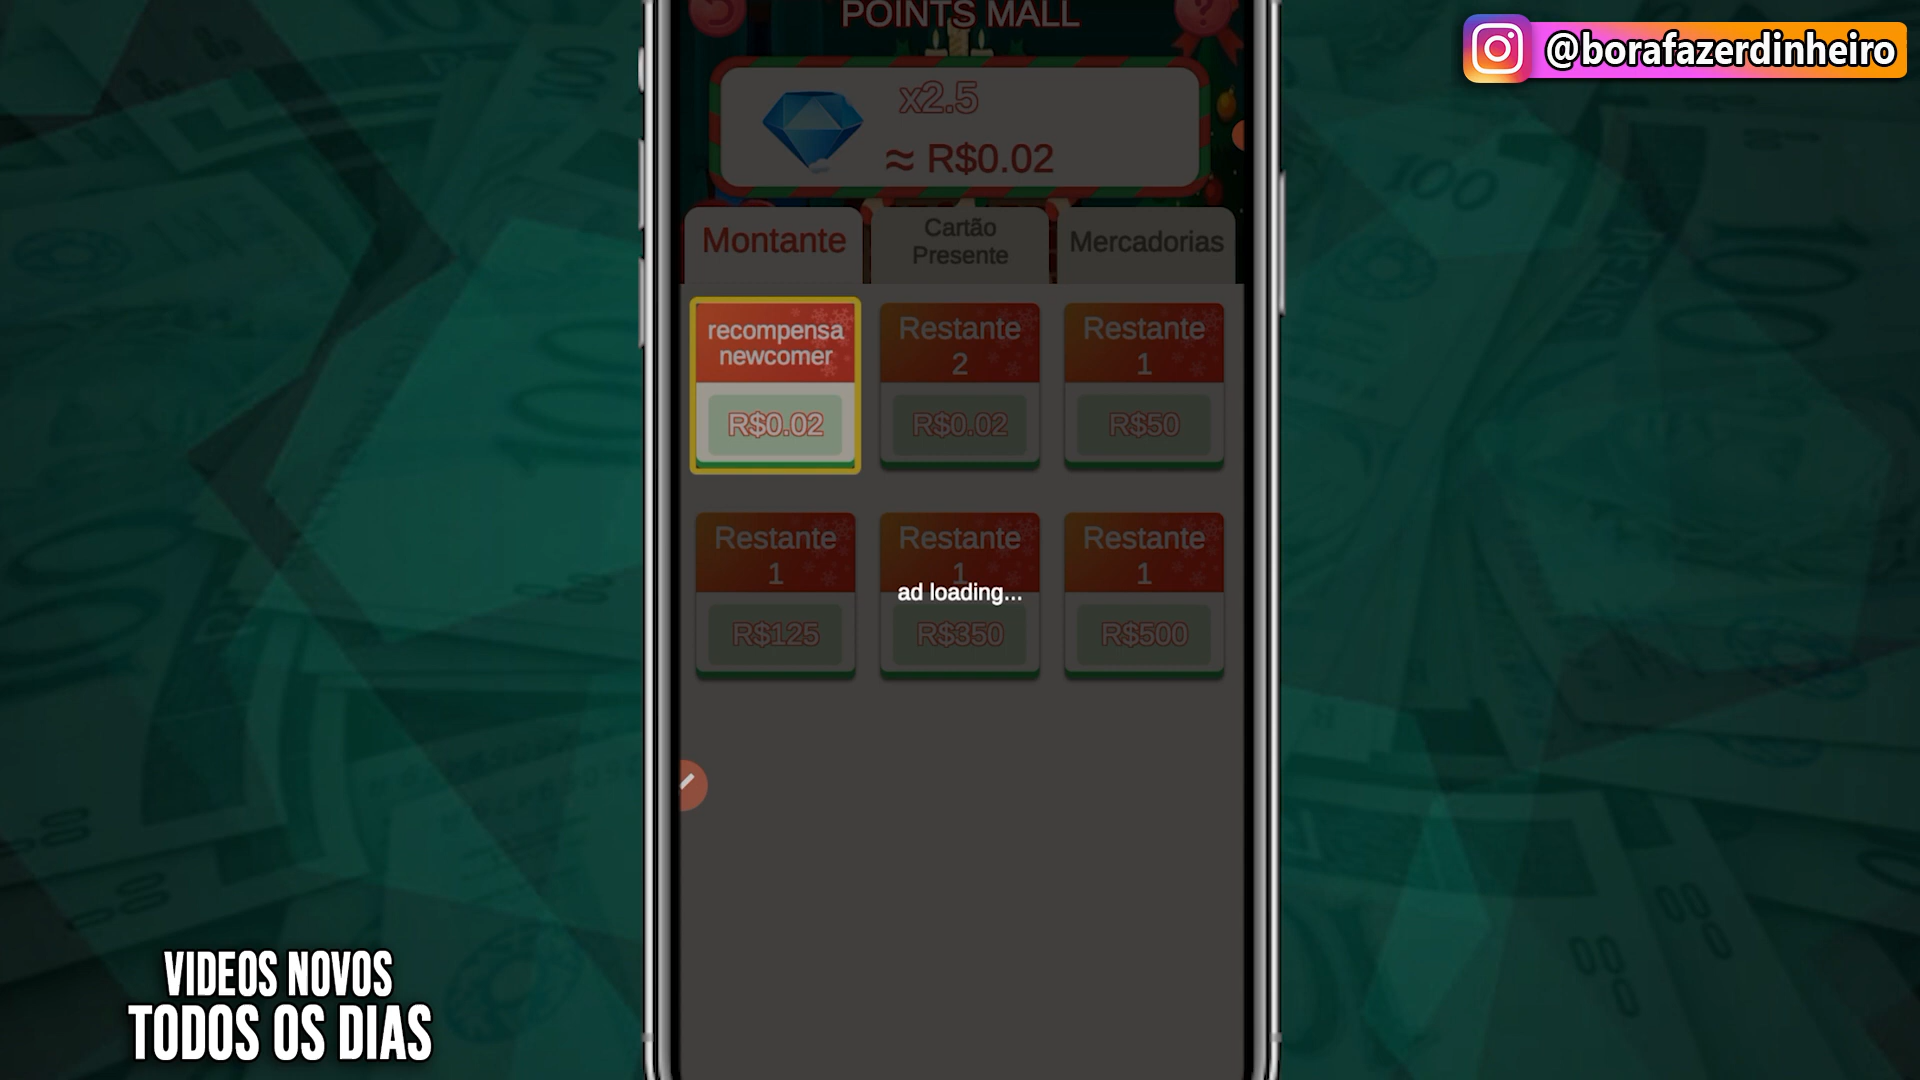 POINTS MALL
@borafazerdinheiro
x2.5
≈ R$0.02
Montante
Cartão
Presente
Mercadorias
recompensa
newcomer
R$0.02
Restante
2
R$0.02
Restante
1
R$50
Restante
1
R$125
Restante
1
R$350
Restante
1
R$500
ad loading...
VIDEOS NOVOS
TODOS OS DIAS